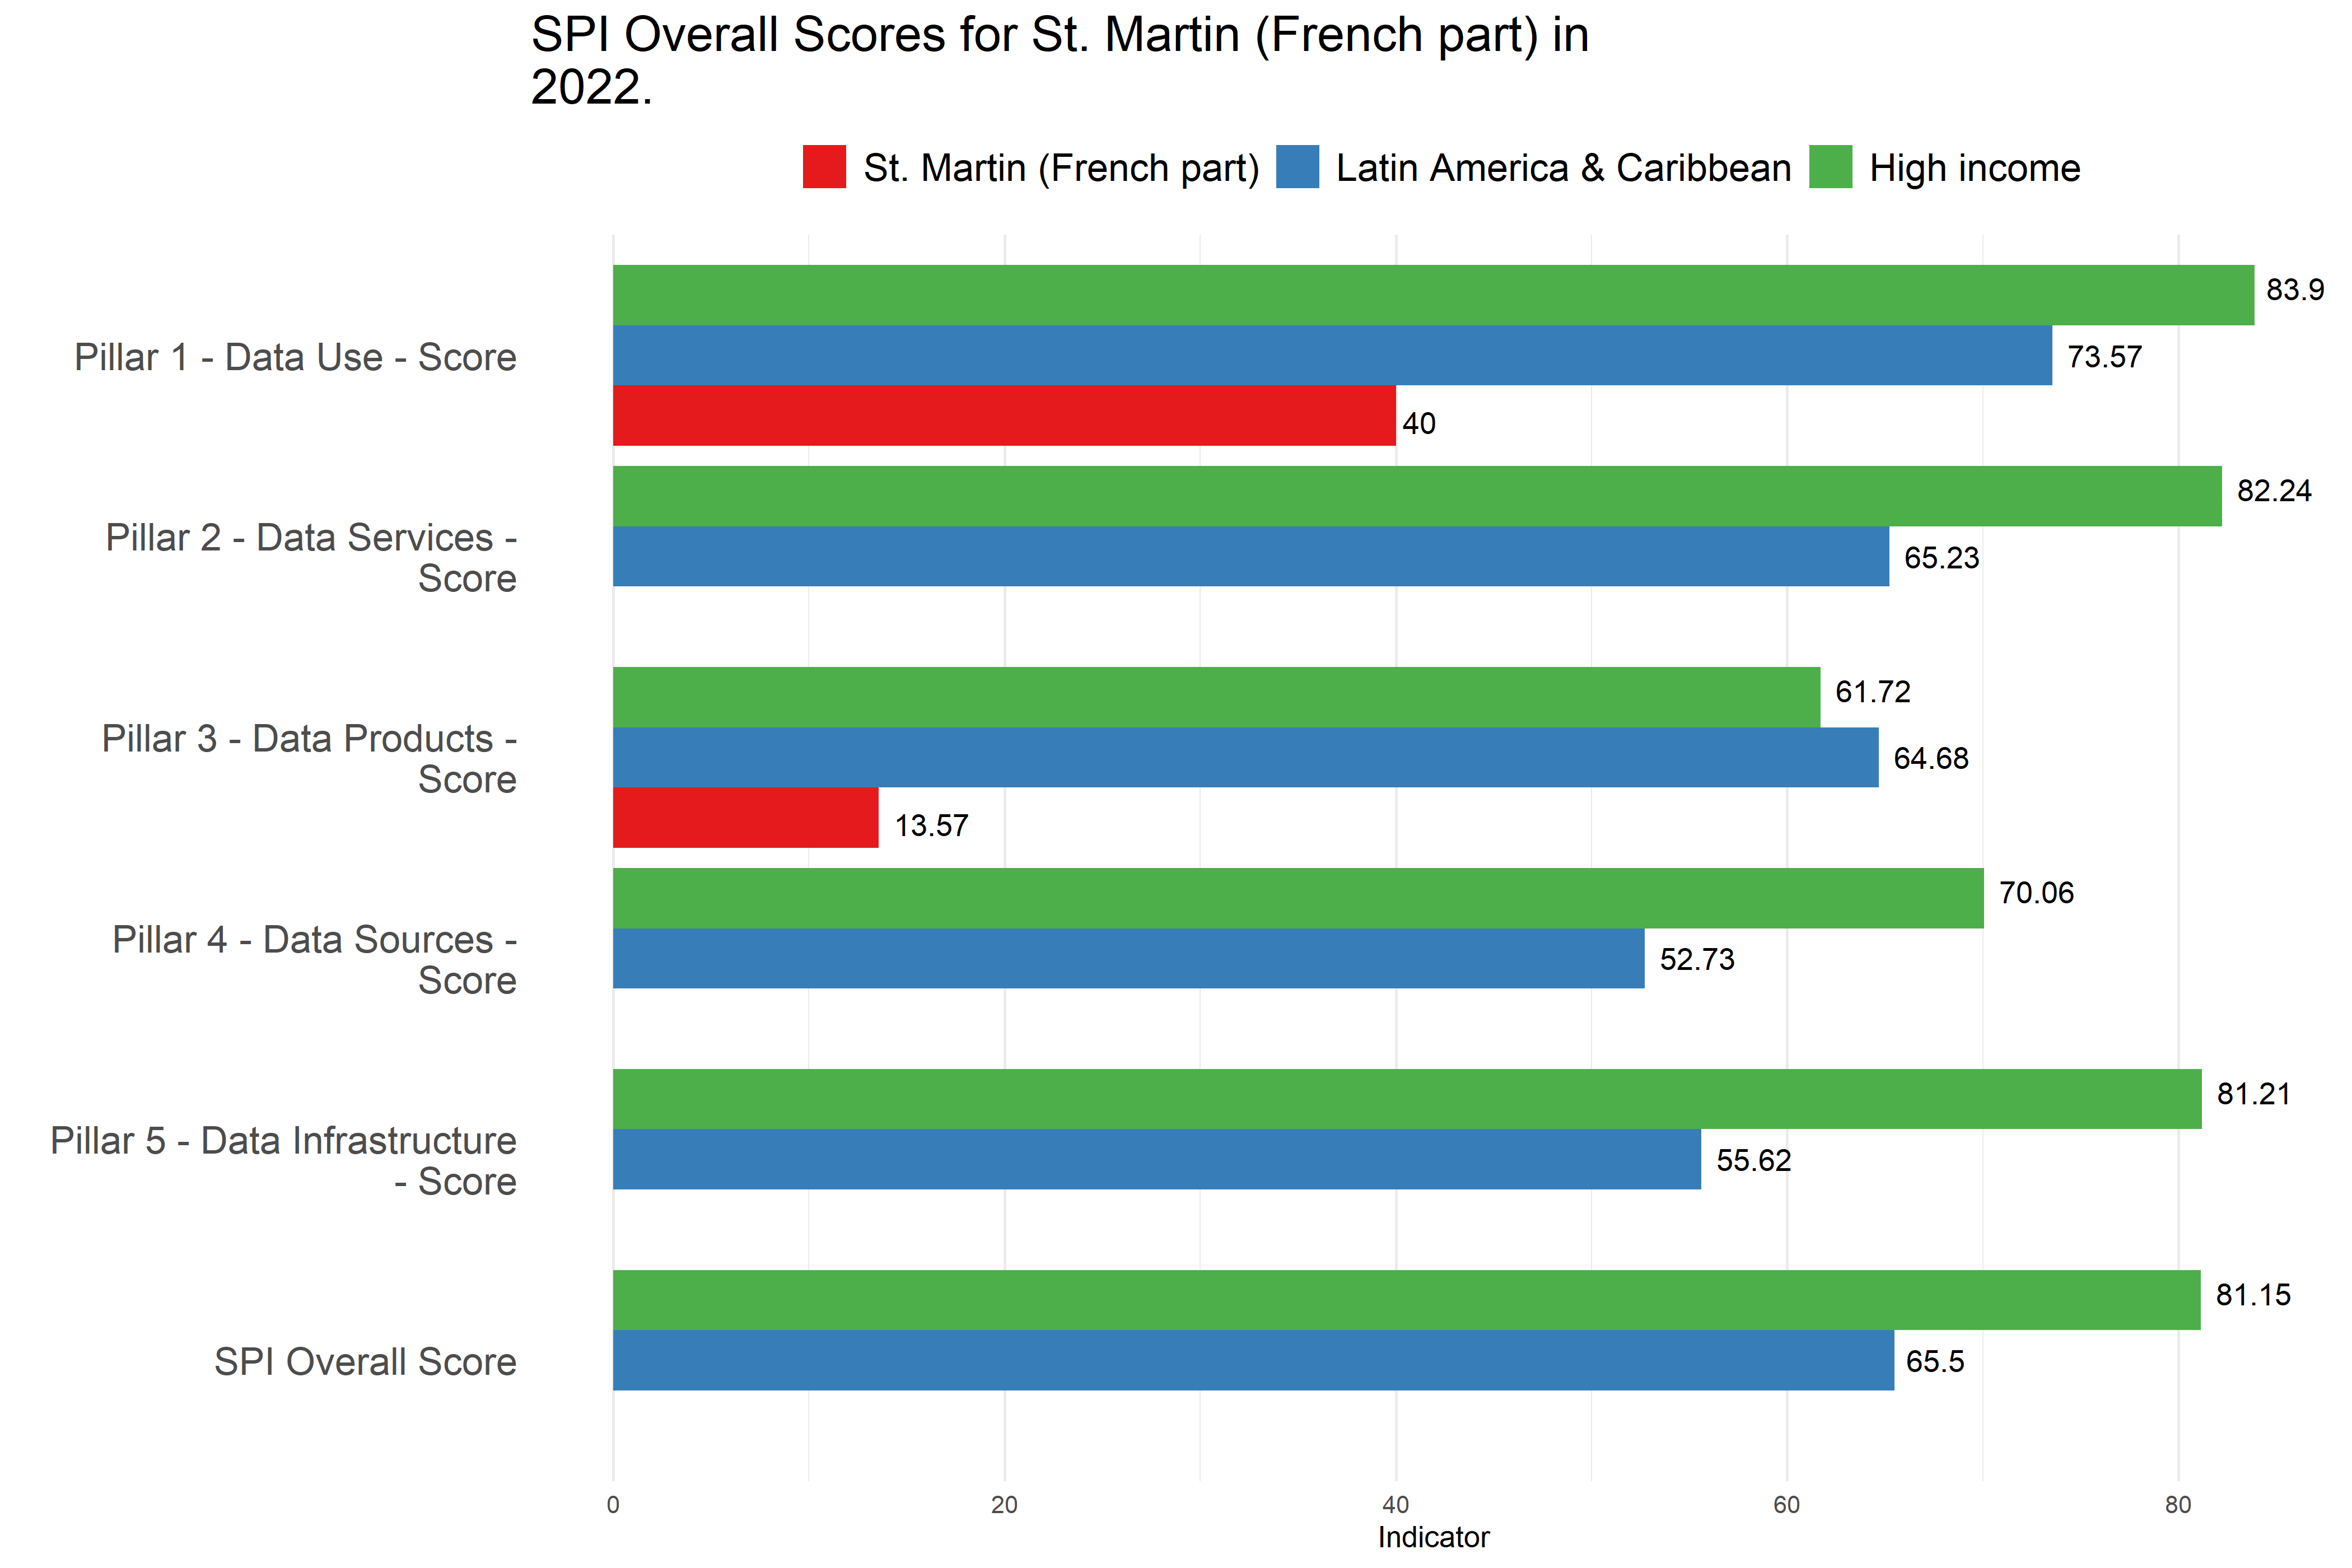 SPI Overall Scores for St. Martin (French part) in
2022.
St. Martin (French part) Latin America & Caribbean High income
83.9
Pillar 1 - Data Use - Score 73.57
40
82.24
Pillar 2 - Data Services -
Score
65.23
61.72
Pillar 3 - Data Products -
Score
64.68
13.57
70.06
Pillar 4 - Data Sources -
Score
52.73
81.21
Pillar 5 - Data Infrastructure
- Score
55.62
81.15
SPI Overall Score 65.5
0 20 40 60 80
Indicator